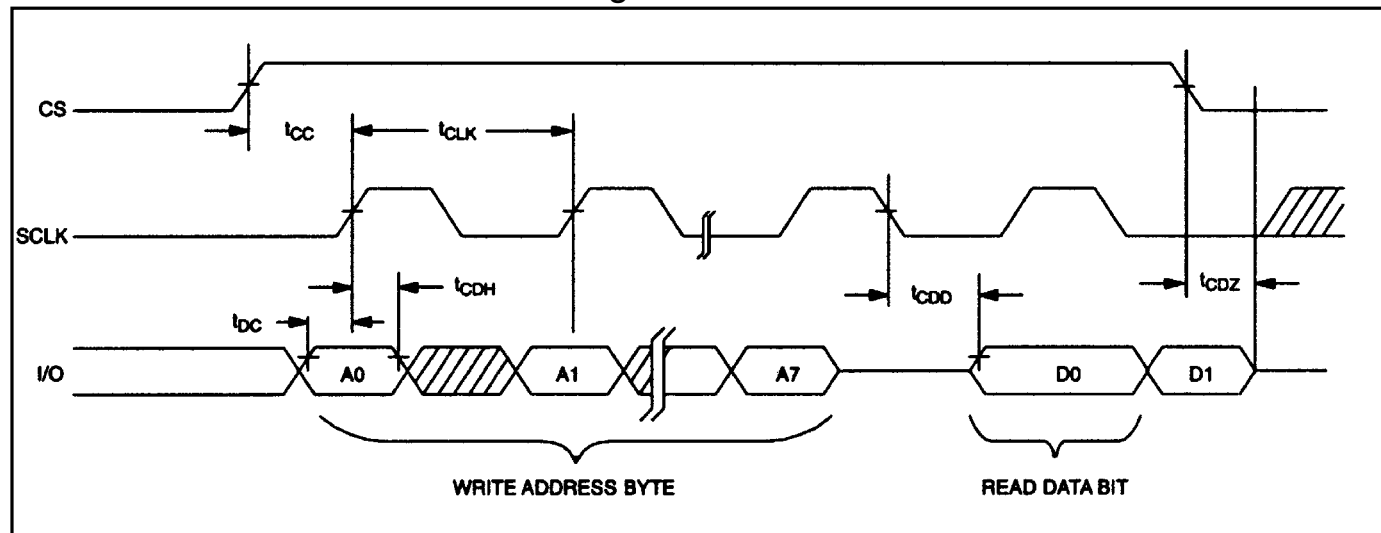 CS
tCC
tCLK
SCLK
tCDH
tCDD
tCDZ
tDC
I/O
A0
A1
A7
D0
D1
WRITE ADDRESS BYTE
READ DATA BIT